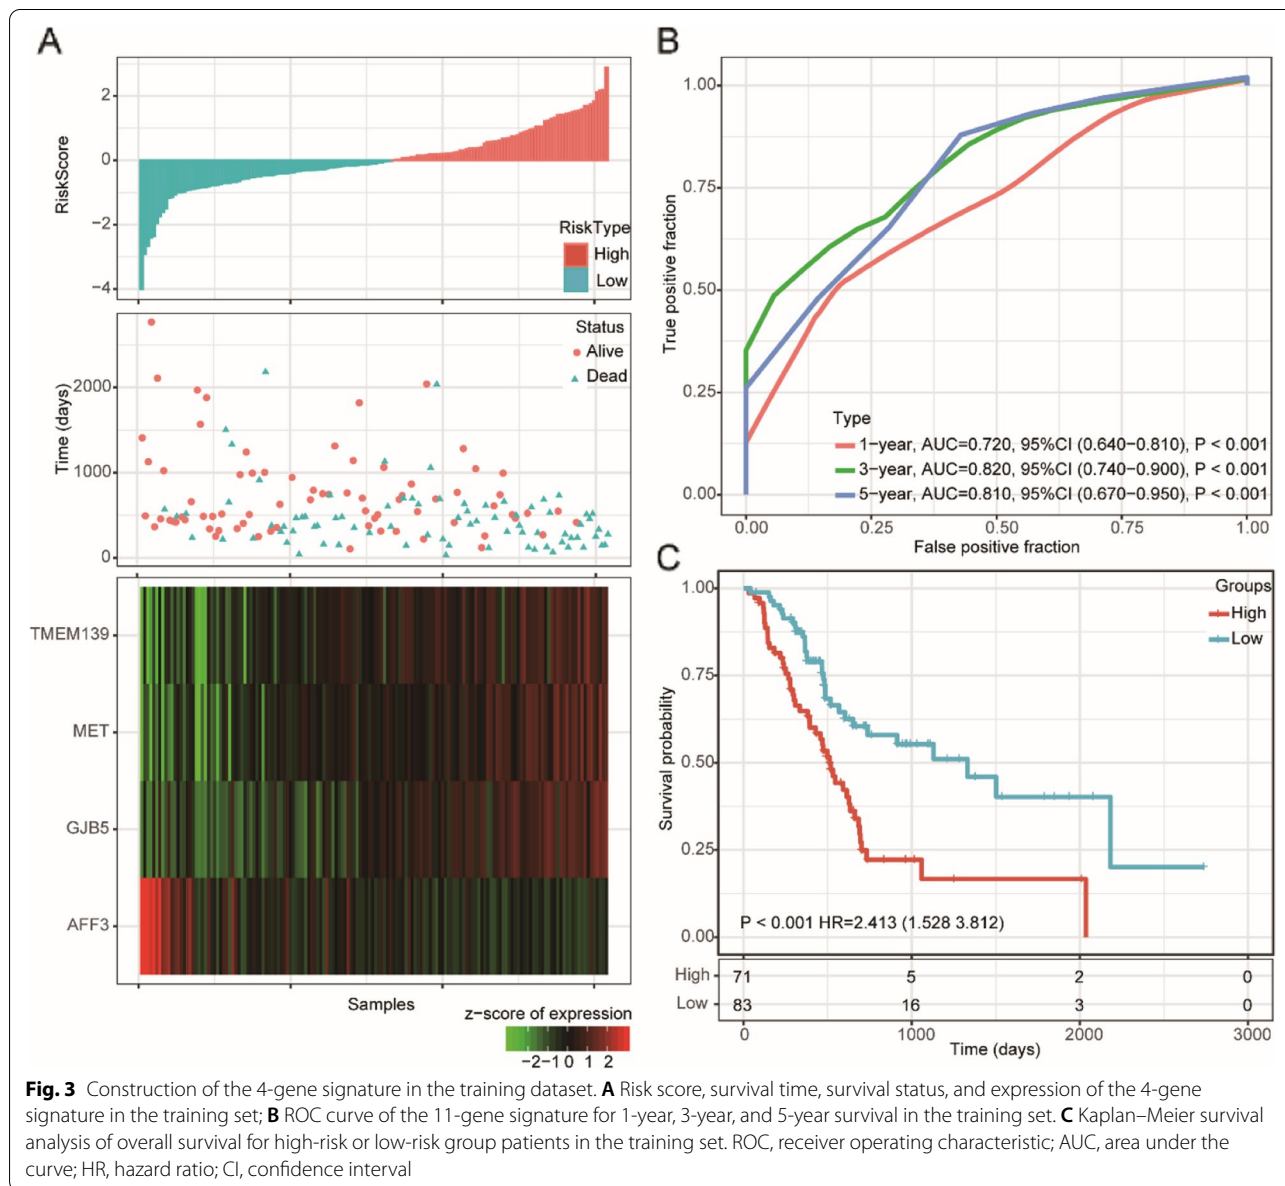 A
RiskScore
2
0
−2
−4
RiskType
High
Low
Time (days)
2000
1000
0
Status
Alive
Dead
TMEM139
MET
GJB5
AFF3
Samples
z−score of expression
−2−1 0 1 2
B
True positive fraction
1.00
0.75
0.50
0.25
0.00
Type
1−year, AUC=0.720, 95%CI (0.640−0.810), P < 0.001
3−year, AUC=0.820, 95%CI (0.740−0.900), P < 0.001
5−year, AUC=0.810, 95%CI (0.670−0.950), P < 0.001
0.00 0.25 0.50 0.75 1.00
False positive fraction
C
Survival probability
1.00
0.75
0.50
0.25
0.00
Groups
High
Low
P < 0.001 HR=2.413 (1.528 3.812)
High 71 5 2 0
Low 83 16 3 0
0 1000 2000 3000
Time (days)
Fig. 3 Construction of the 4-gene signature in the training dataset. A Risk score, survival time, survival status, and expression of the 4-gene
signature in the training set; B ROC curve of the 11-gene signature for 1-year, 3-year, and 5-year survival in the training set. C Kaplan–Meier survival
analysis of overall survival for high-risk or low-risk group patients in the training set. ROC, receiver operating characteristic; AUC, area under the
curve; HR, hazard ratio; CI, confidence interval